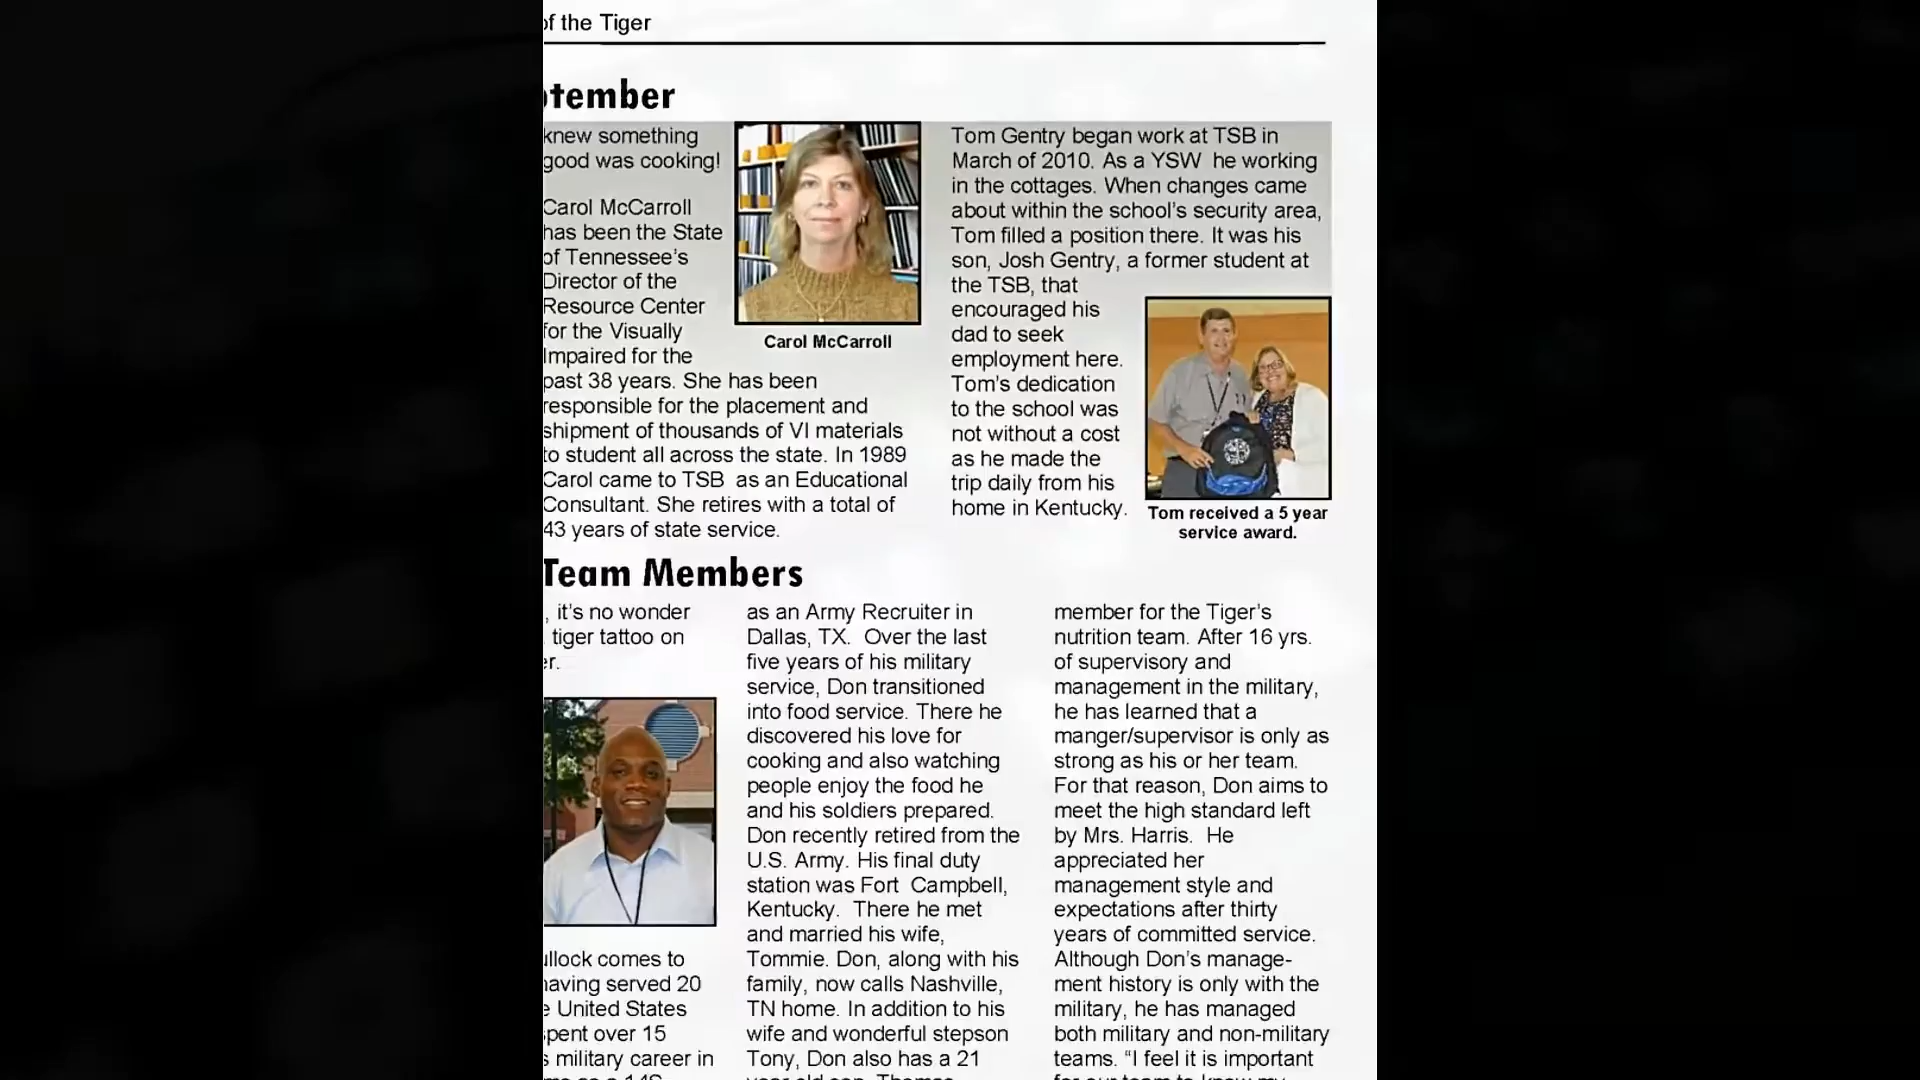 of the Tiger
ptember
knew something
good was cooking!
Carol McCarroll
has been the State
of Tennessee's
Director of the
Resource Center
for the Visually
Impaired for the
past 38 years. She has been
responsible for the placement and
shipment of thousands of VI materials
to student all across the state. In 1989
Carol came to TSB as an Educational
Consultant. She retires with a total of
43 years of state service.
Carol McCarroll
Tom Gentry began work at TSB in
March of 2010. As a YSW he working
in the cottages. When changes came
about within the school's security area,
Tom filled a position there. It was his
son, Josh Gentry, a former student at
the TSB, that
encouraged his
dad to seek
employment here.
Tom's dedication
to the school was
not without a cost
as he made the
trip daily from his
home in Kentucky.
Tom received a 5 year
service award.
Team Members
, it's no wonder
tiger tattoo on
er.
ullock comes to
having served 20
e United States
spent over 15
s military career in
as an Army Recruiter in
Dallas, TX. Over the last
five years of his military
service, Don transitioned
into food service. There he
discovered his love for
cooking and also watching
people enjoy the food he
and his soldiers prepared.
Don recently retired from the
U.S. Army. His final duty
station was Fort Campbell,
Kentucky. There he met
and married his wife,
Tommie. Don, along with his
family, now calls Nashville,
TN home. In addition to his
wife and wonderful stepson
Tony, Don also has a 21
year old son, Thomas
member for the Tiger's
nutrition team. After 16 yrs.
of supervisory and
management in the military,
he has learned that a
manger/supervisor is only as
strong as his or her team.
For that reason, Don aims to
meet the high standard left
by Mrs. Harris. He
appreciated her
management style and
expectations after thirty
years of committed service.
Although Don's manage-
ment history is only with the
military, he has managed
both military and non-military
teams. "I feel it is important
for our team to know my